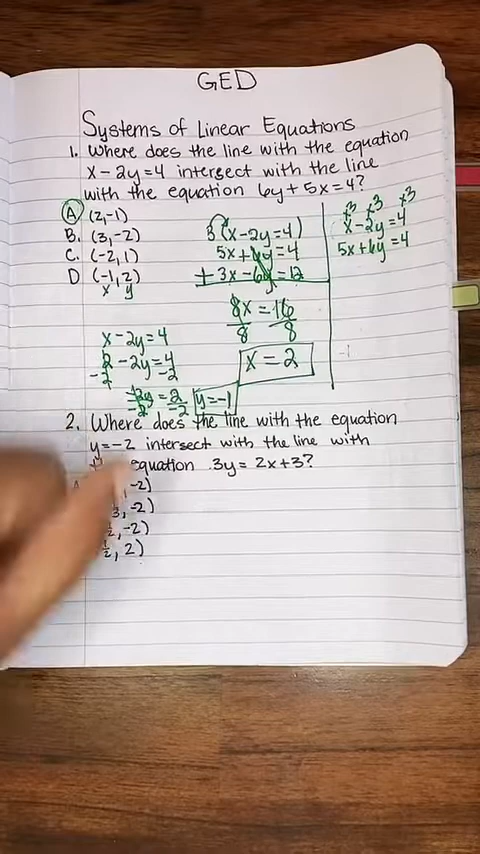 GED
Systems of Linear Equations
1. Where does the line with the equation
x - 2y = 4 intersect with the line
with the equation 6y + 5x = 4?
A (2, -1)
B. (3, -2)
C. (-2, 1)
D (-1, 2)
x y
3(x - 2y = 4)
5x + 6y = 4
+ 3x - 6y = 12
8x = 16
8 8
x = 2
x3 x3 x3
x - 2y = 4
5x + 6y = 4
x - 2y = 4
2 - 2y = 4
-2 -2
-2y = 2
-2 -2
y = -1
2. Where does the line with the equation
y = -2 intersect with the line with
equation 3y = 2x + 3?
, -2)
, -2)
, -2)
, 2)